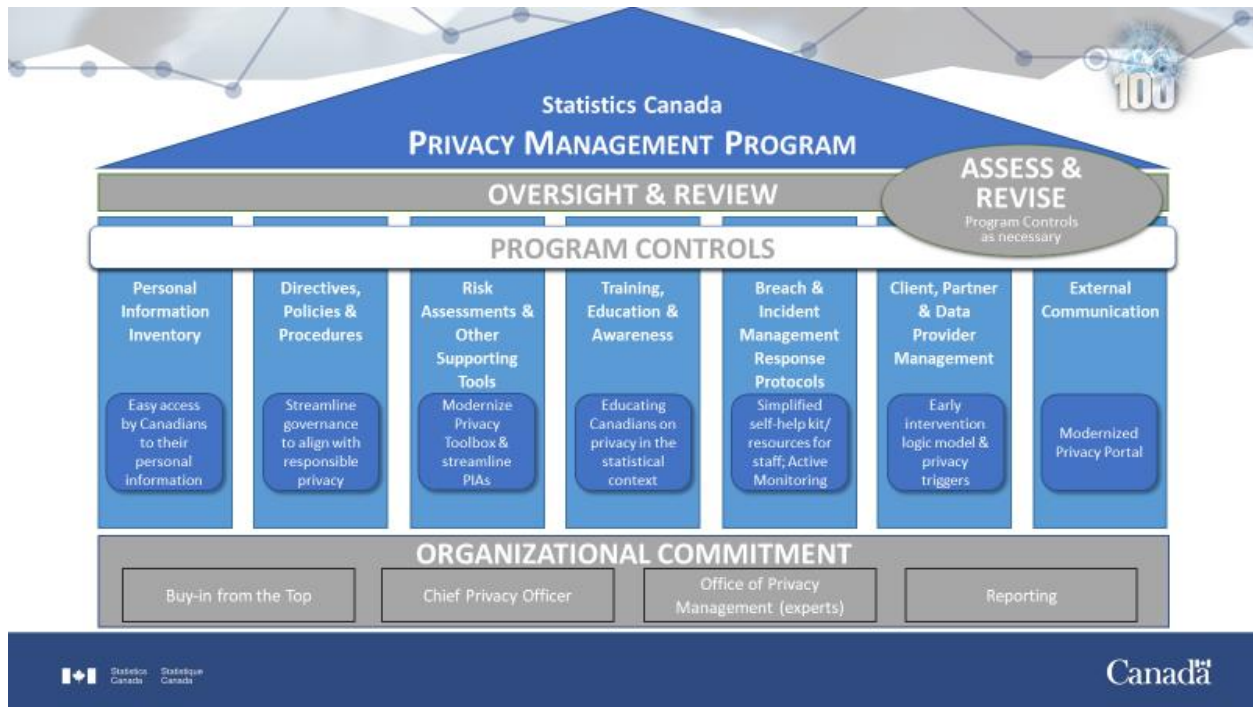 100
Statistics Canada
PRIVACY MANAGEMENT PROGRAM
OVERSIGHT & REVIEW
ASSESS &
REVISE
Program Controls
as necessary
PROGRAM CONTROLS
Personal
Information
Inventory
Easy access
by Canadians
to their
personal
information
Directives,
Policies &
Procedures
Streamline
governance
to align with
responsible
privacy
Risk
Assessments &
Other
Supporting
Tools
Modernize
Privacy
Toolbox &
streamline
PIAs
Training,
Education &
Awareness
Educating
Canadians on
privacy in the
statistical
context
Breach &
Incident
Management
Response
Protocols
Simplified
self-help kit/
resources for
staff; Active
Monitoring
Client, Partner
& Data
Provider
Management
Early
intervention
logic model &
privacy
triggers
External
Communication
Modernized
Privacy Portal
ORGANIZATIONAL COMMITMENT
Buy-in from the Top
Chief Privacy Officer
Office of Privacy
Management (experts)
Reporting
Statistics
Canada
Statistique
Canada
Canada